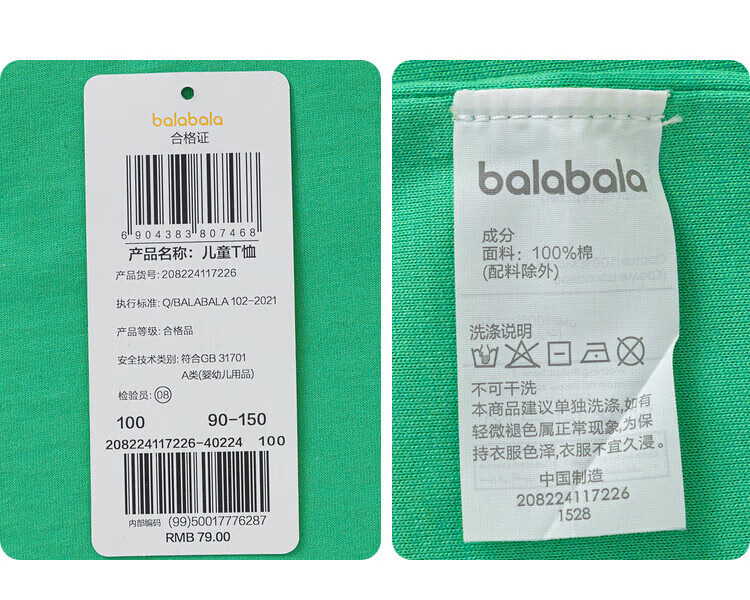 balabala
合格证
6 904383 807468
产品名称：儿童T恤
产品货号: 208224117226
执行标准: Q/BALABALA 102-2021
产品等级: 合格品
安全技术类别: 符合GB 31701
A类(婴幼儿用品)
检验员: 08
100 90-150
208224117226-40224 100
内部编码 (99)50017776287
RMB 79.00
balabala
成分
面料: 100%棉
(配料除外)
洗涤说明
不可干洗
本商品建议单独洗涤,如有
轻微褪色属正常现象,为保
持衣服色泽,衣服不宜久浸。
中国制造
208224117226
1528